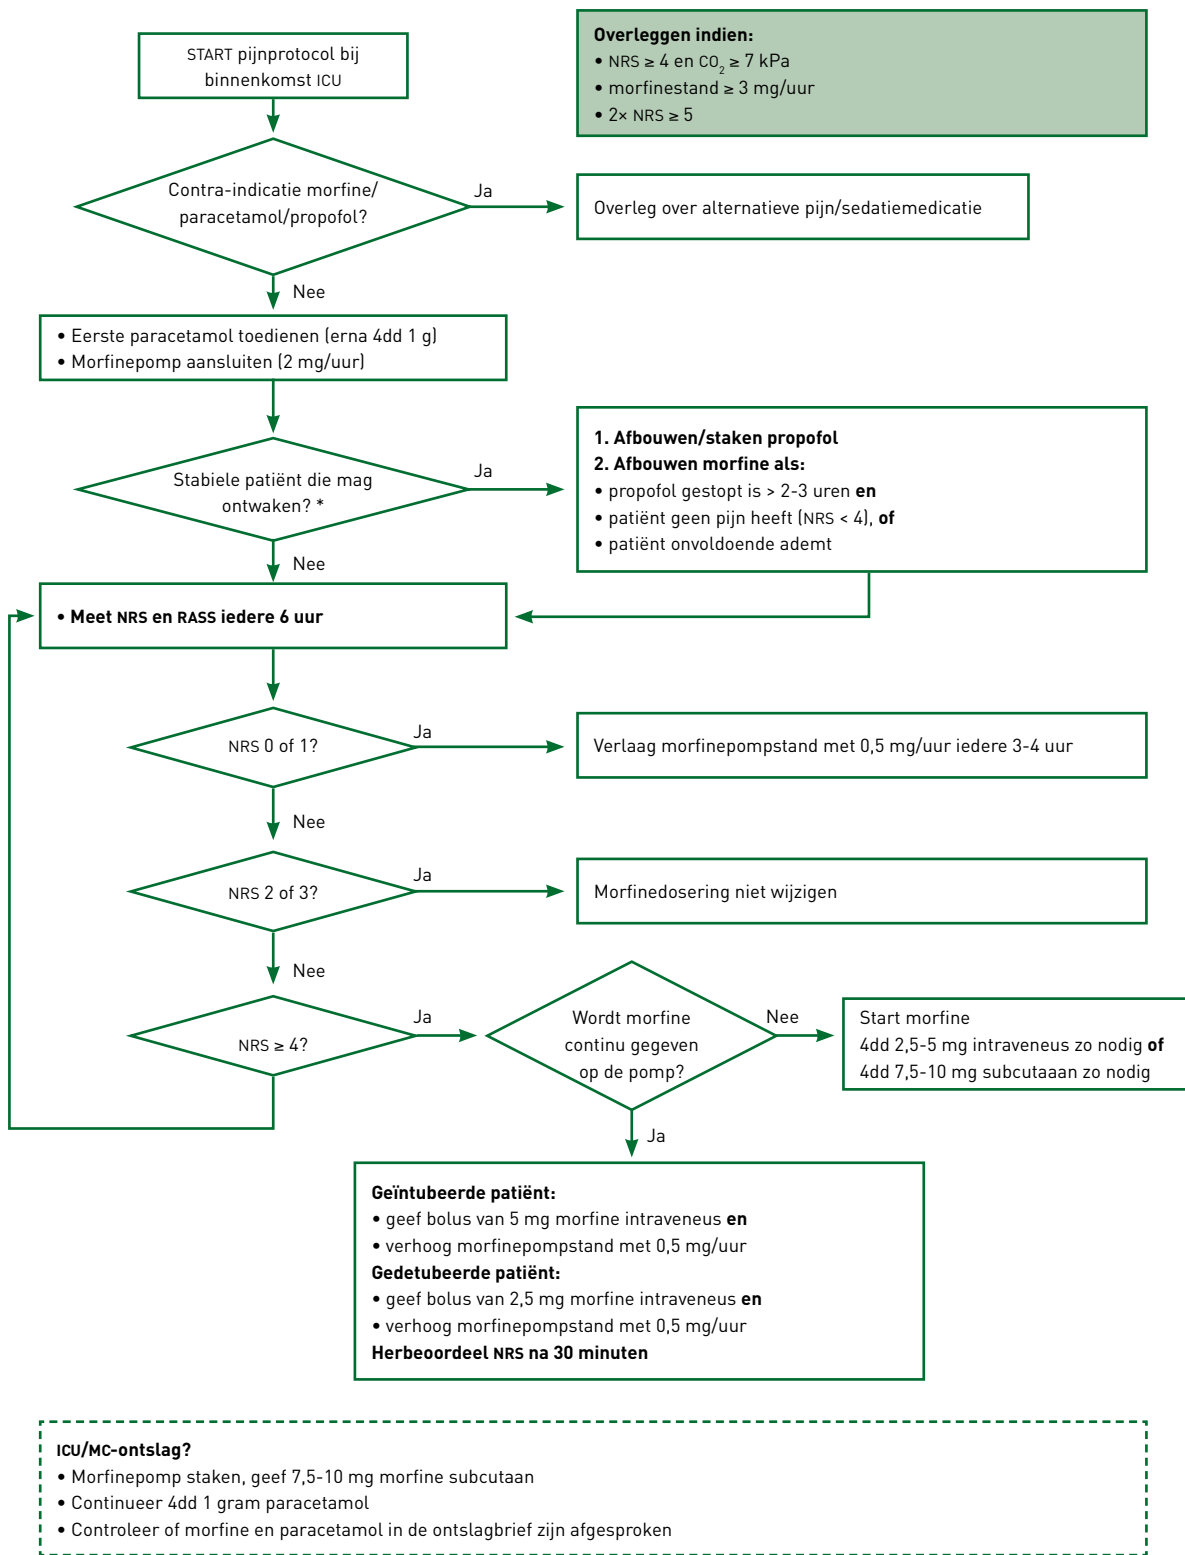 START pijnprotocol bij
binnenkomst ICU
Overleggen indien:
• NRS ≥ 4 en CO₂ ≥ 7 kPa
• morfinestand ≥ 3 mg/uur
• 2× NRS ≥ 5
Contra-indicatie morfine/
paracetamol/propofol?
Ja
Overleg over alternatieve pijn/sedatiemedicatie
Nee
• Eerste paracetamol toedienen (erna 4dd 1 g)
• Morfinepomp aansluiten (2 mg/uur)
Stabiele patiënt die mag
ontwaken? *
Ja
1. Afbouwen/staken propofol
2. Afbouwen morfine als:
• propofol gestopt is > 2-3 uren en
• patiënt geen pijn heeft (NRS < 4), of
• patiënt onvoldoende ademt
Nee
• Meet NRS en RASS iedere 6 uur
NRS 0 of 1?
Ja
Verlaag morfinepompstand met 0,5 mg/uur iedere 3-4 uur
Nee
NRS 2 of 3?
Ja
Morfinedosering niet wijzigen
Nee
NRS ≥ 4?
Ja
Wordt morfine
continu gegeven
op de pomp?
Nee
Start morfine
4dd 2,5-5 mg intraveneus zo nodig of
4dd 7,5-10 mg subcutaaan zo nodig
Ja
Geïntubeerde patiënt:
• geef bolus van 5 mg morfine intraveneus en
• verhoog morfinepompstand met 0,5 mg/uur
Gedetubeerde patiënt:
• geef bolus van 2,5 mg morfine intraveneus en
• verhoog morfinepompstand met 0,5 mg/uur
Herbeoordeel NRS na 30 minuten
ICU/MC-ontslag?
• Morfinepomp staken, geef 7,5-10 mg morfine subcutaan
• Continueer 4dd 1 gram paracetamol
• Controleer of morfine en paracetamol in de ontslagbrief zijn afgesproken